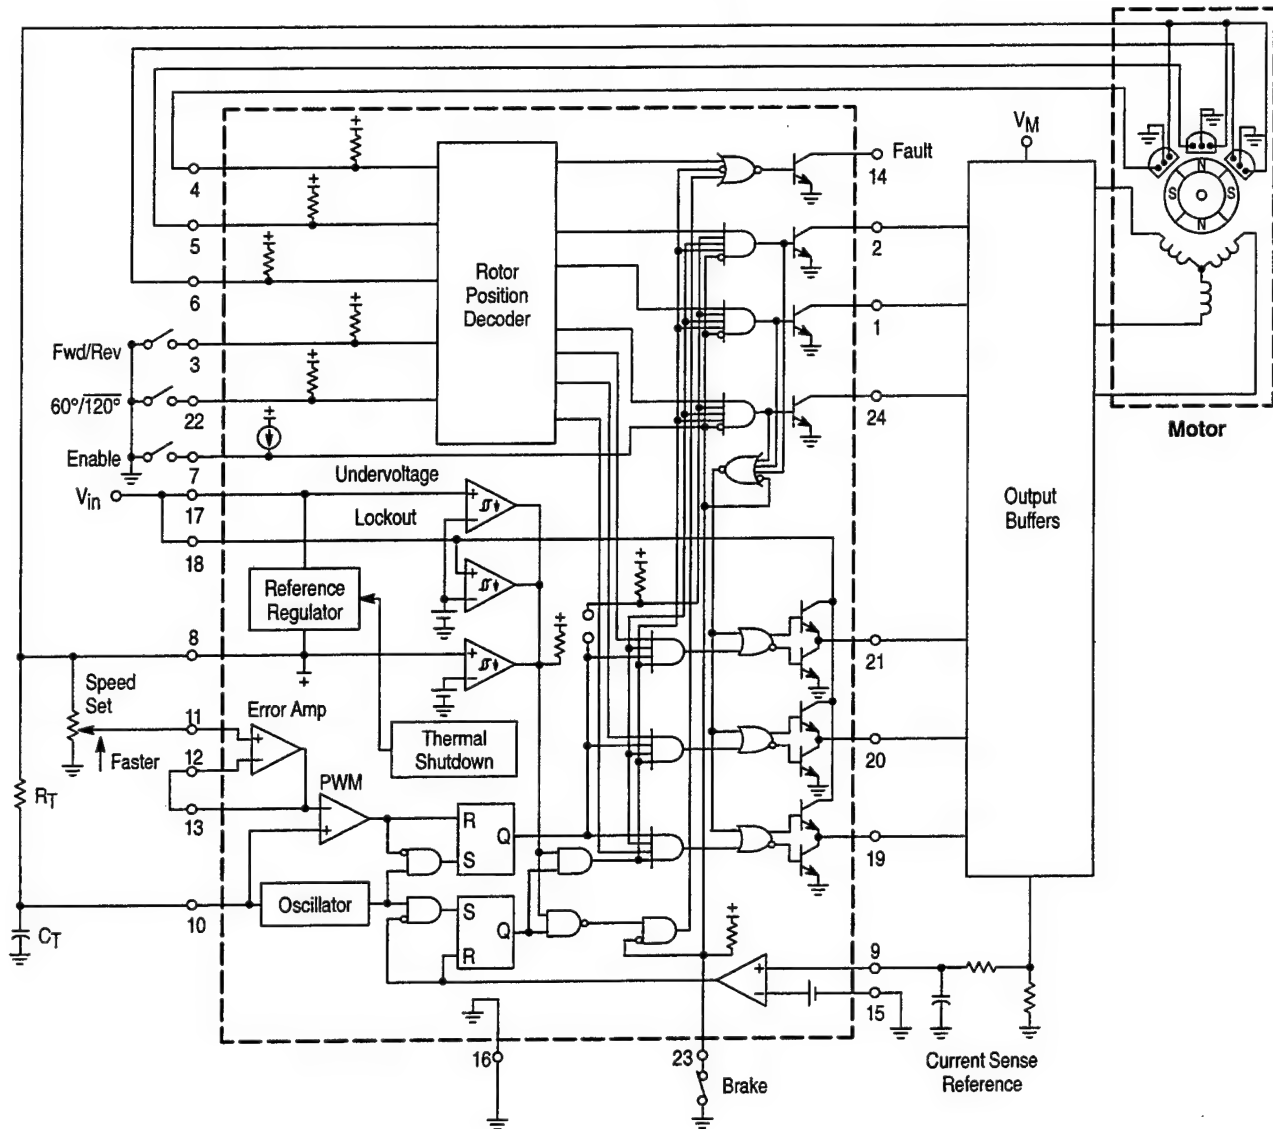 V_M
Fault
14
4
N
S
S
N
5
2
6
Rotor
Position
Decoder
1
Fwd/Rev
3
60°/120°
22
24
Motor
Enable
7
Undervoltage
V_in
17
Lockout
18
Output
Buffers
Reference
Regulator
8
21
Speed
Set
11
Error Amp
Thermal
Shutdown
20
Faster
12
R_T
13
PWM
R
Q
S
19
10
Oscillator
S
Q
R
C_T
9
15
16
23
Brake
Current Sense
Reference